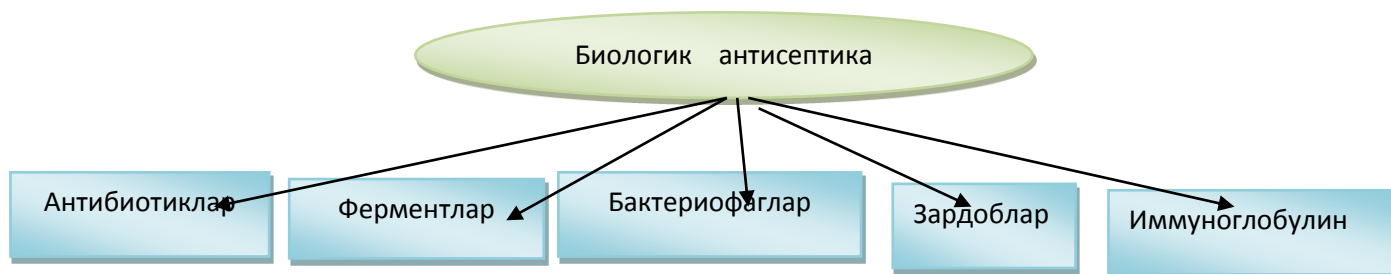 Биологик антисептика
Антибиотиклар
Ферментлар
Бактериофаглар
Зардоблар
Иммуноглобулин